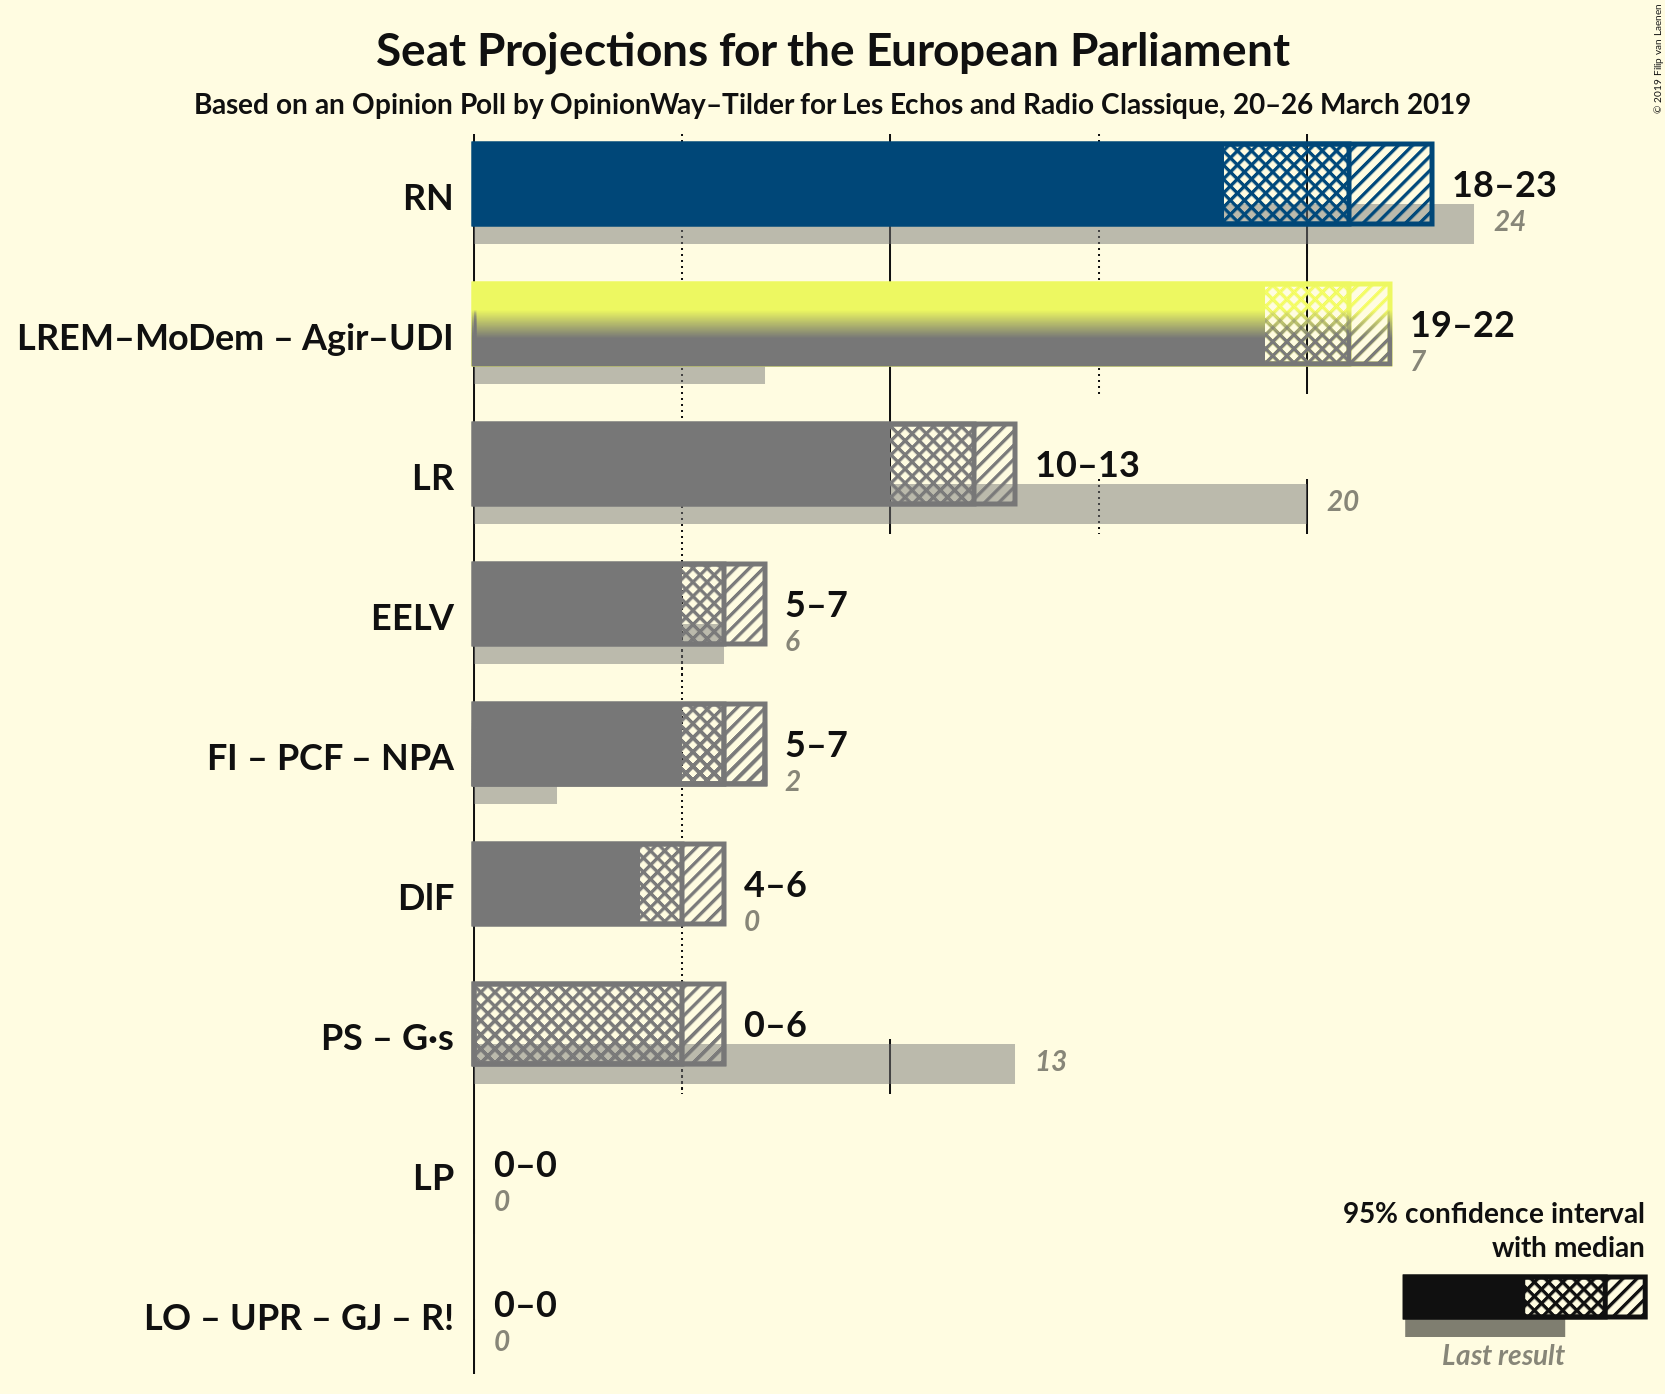 Seat Projections for the European Parliament
Based on an Opinion Poll by OpinionWay–Tilder for Les Echos and Radio Classique, 20–26 March 2019
© 2019 Filip van Laenen
RN
18–23
24
LREM–MoDem – Agir–UDI
19–22
7
LR
10–13
20
EELV
5–7
6
FI – PCF – NPA
5–7
2
DlF
4–6
0
PS – G·s
0–6
13
LP
0–0
0
LO – UPR – GJ – R!
0–0
0
95% confidence interval
with median
Last result